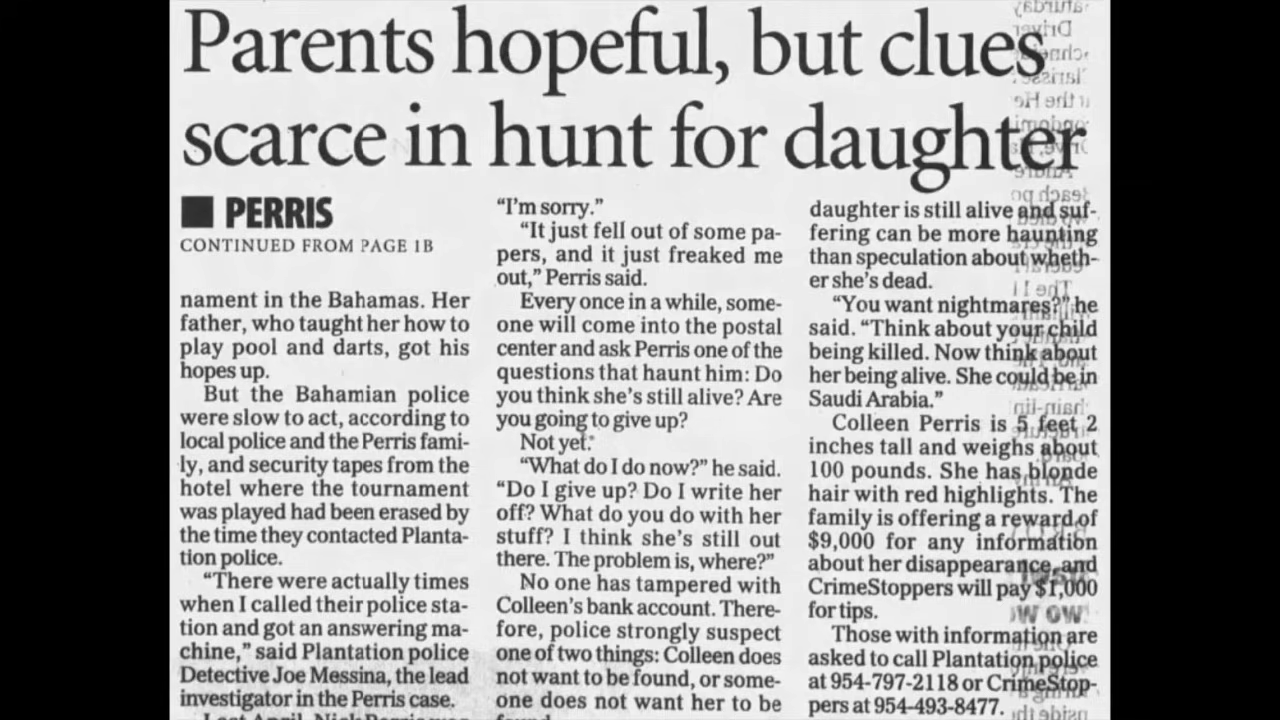 Parents hopeful, but clues
scarce in hunt for daughter
■ PERRIS
CONTINUED FROM PAGE 1B
nament in the Bahamas. Her
father, who taught her how to
play pool and darts, got his
hopes up.
But the Bahamian police
were slow to act, according to
local police and the Perris fami-
ly, and security tapes from the
hotel where the tournament
was played had been erased by
the time they contacted Planta-
tion police.
“There were actually times
when I called their police sta-
tion and got an answering ma-
chine,” said Plantation police
Detective Joe Messina, the lead
investigator in the Perris case.
“I'm sorry.”
“It just fell out of some pa-
pers, and it just freaked me
out,” Perris said.
Every once in a while, some-
one will come into the postal
center and ask Perris one of the
questions that haunt him: Do
you think she's still alive? Are
you going to give up?
Not yet.
“What do I do now?” he said.
“Do I give up? Do I write her
off? What do you do with her
stuff? I think she's still out
there. The problem is, where?”
No one has tampered with
Colleen's bank account. There-
fore, police strongly suspect
one of two things: Colleen does
not want to be found, or some-
one does not want her to be
daughter is still alive and suf-
fering can be more haunting
than speculation about wheth-
er she's dead.
“You want nightmares?” he
said. “Think about your child
being killed. Now think about
her being alive. She could be in
Saudi Arabia.”
Colleen Perris is 5 feet 2
inches tall and weighs about
100 pounds. She has blonde
hair with red highlights. The
family is offering a reward of
$9,000 for any information
about her disappearance, and
CrimeStoppers will pay $1,000
for tips.
Those with information are
asked to call Plantation police
at 954-797-2118 or CrimeStop-
pers at 954-493-8477.